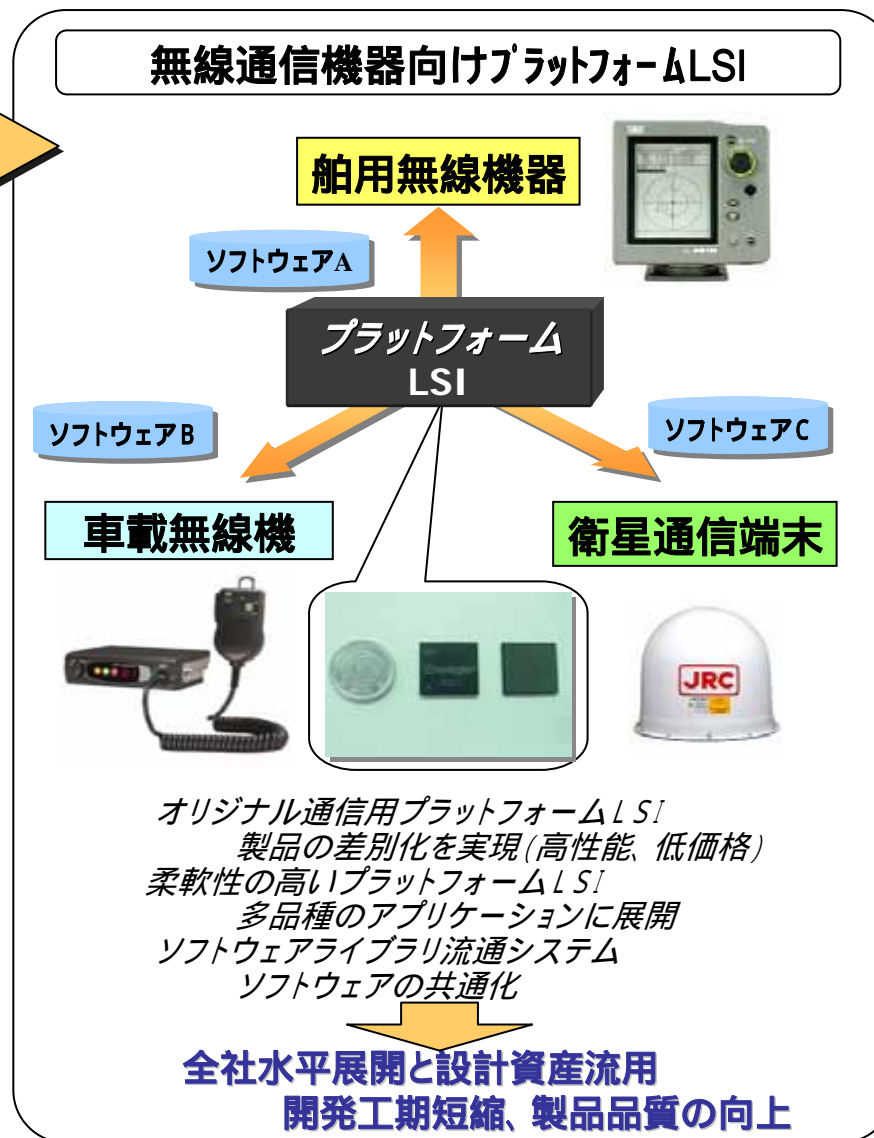 無線通信機器向けプラットフォームLSI
舶用無線機器
ソフトウェアA
プラットフォーム
LSI
ソフトウェアB
ソフトウェアC
車載無線機
衛星通信端末
JRC
オリジナル通信用プラットフォームLSI
製品の差別化を実現(高性能、低価格)
柔軟性の高いプラットフォームLSI
多品種のアプリケーションに展開
ソフトウェアライブラリ流通システム
ソフトウェアの共通化
全社水平展開と設計資産流用
開発工期短縮、製品品質の向上